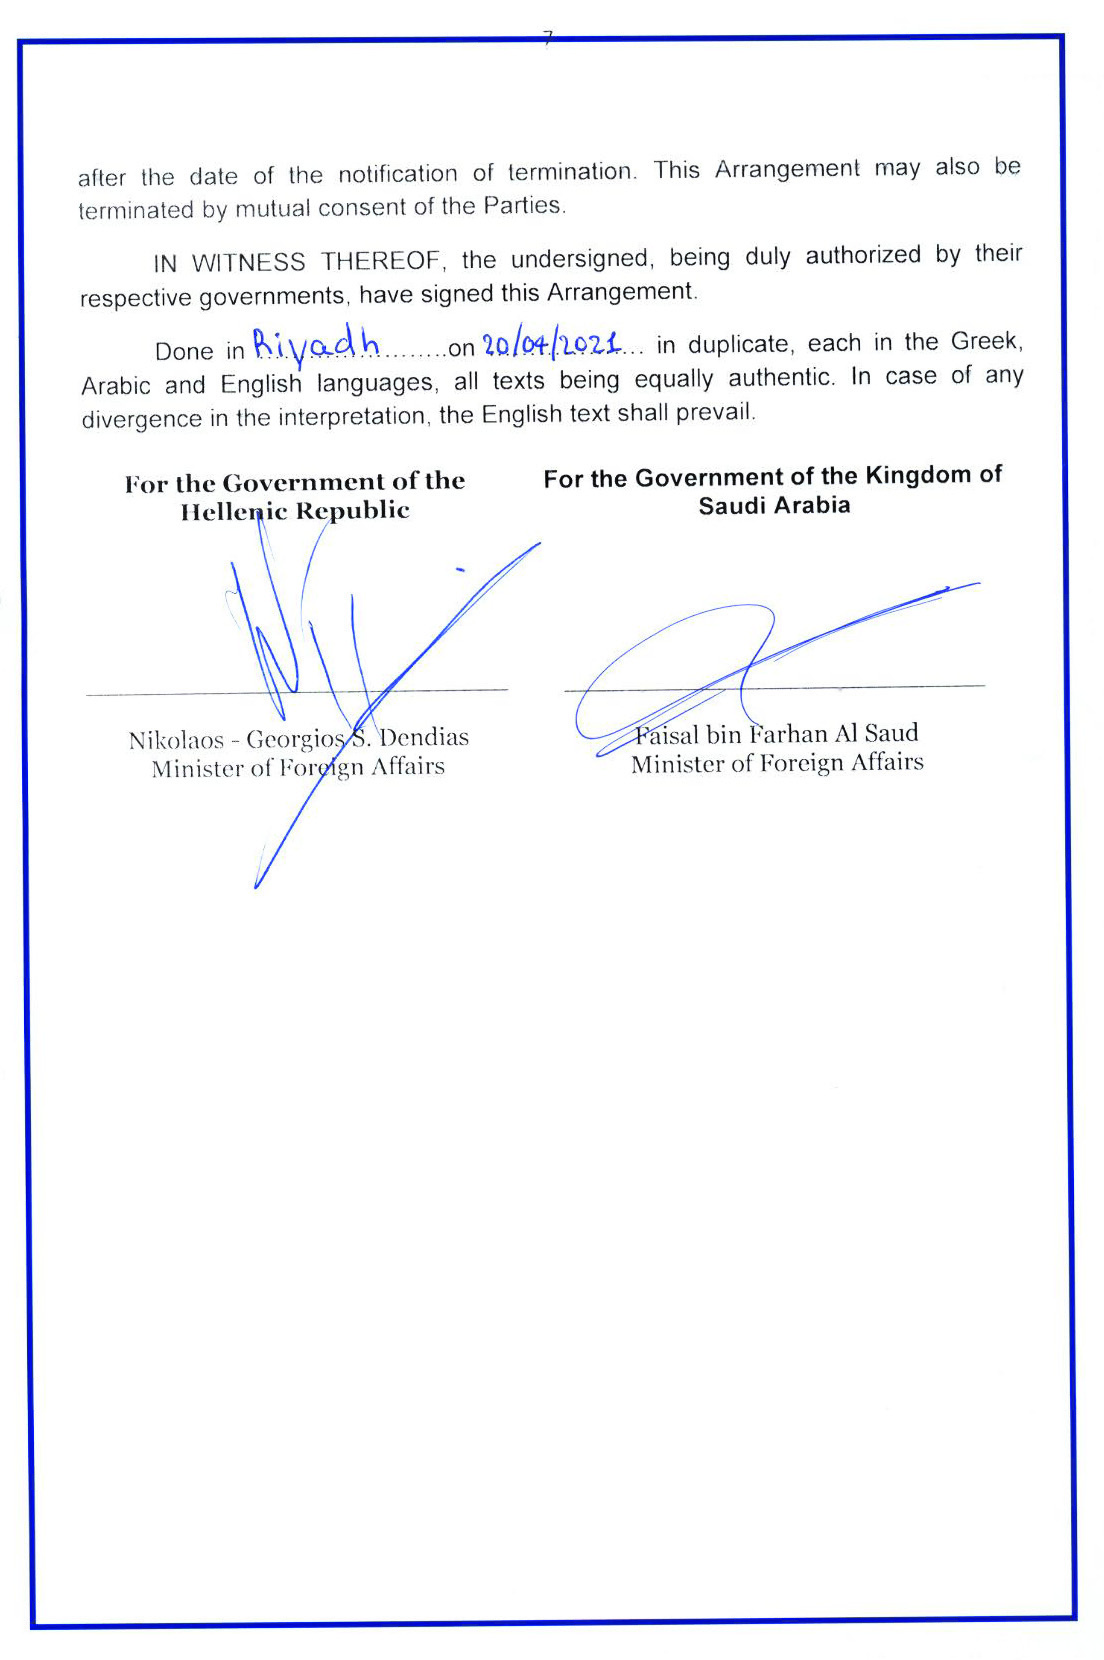 7
after the date of the notification of termination. This Arrangement may also be
terminated by mutual consent of the Parties.
IN WITNESS THEREOF, the undersigned, being duly authorized by their
respective governments, have signed this Arrangement.
Done in Riyadh........on 20/04/2021... in duplicate, each in the Greek,
Arabic and English languages, all texts being equally authentic. In case of any
divergence in the interpretation, the English text shall prevail.
For the Government of the
Hellenic Republic
For the Government of the Kingdom of
Saudi Arabia
Nikolaos - Georgios S. Dendias
Minister of Foreign Affairs
Faisal bin Farhan Al Saud
Minister of Foreign Affairs